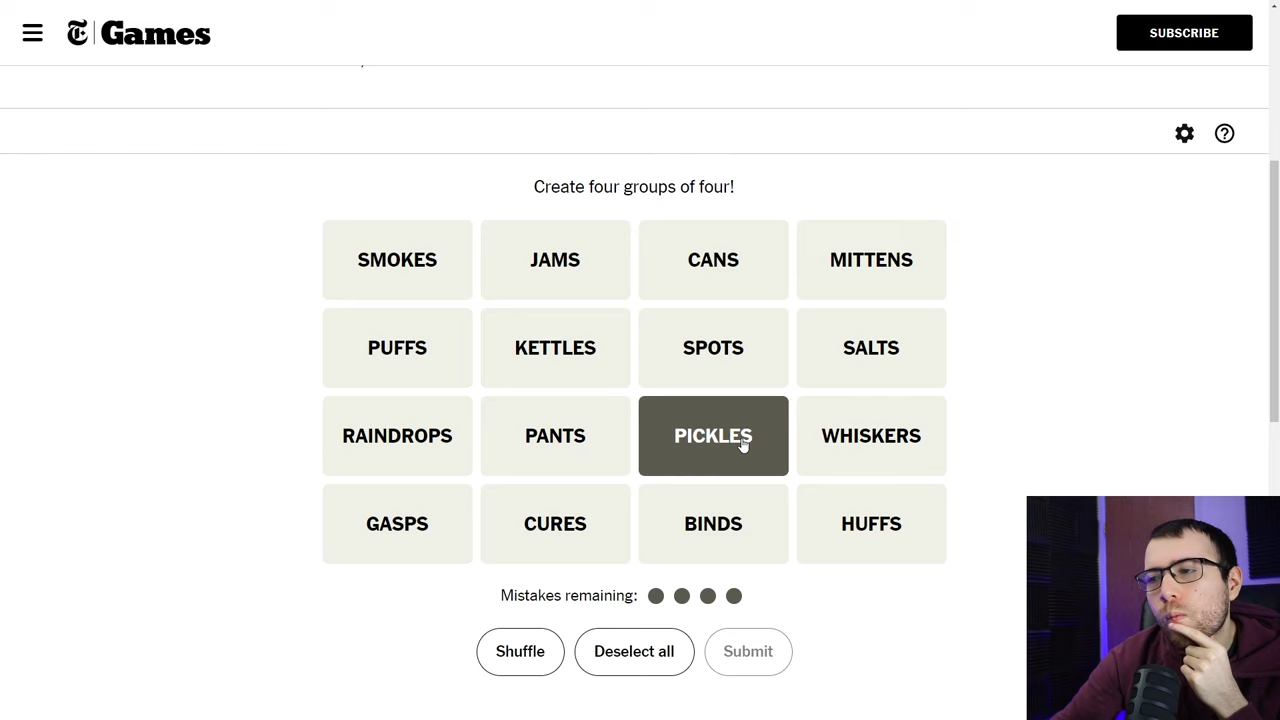 Games
SUBSCRIBE
Create four groups of four!
SMOKES JAMS CANS MITTENS
PUFFS KETTLES SPOTS SALTS
RAINDROPS PANTS PICKLES WHISKERS
GASPS CURES BINDS HUFFS
Mistakes remaining:
Shuffle Deselect all Submit